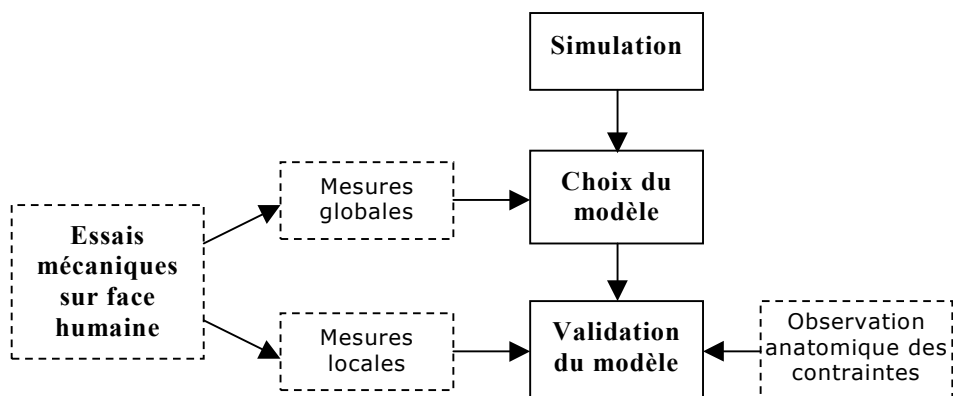 Simulation
Mesures
globales
Choix du
modèle
Essais
mécaniques
sur face
humaine
Mesures
locales
Validation
du modèle
Observation
anatomique des
contraintes